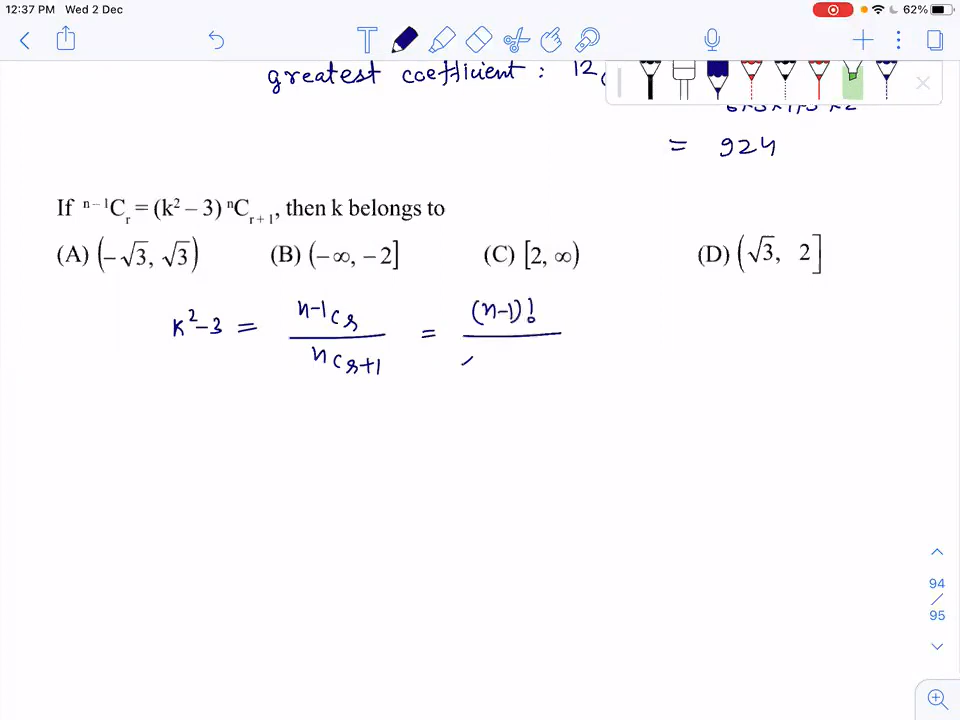 12:37 PM Wed 2 Dec 62%
greatest coefficient : 12
= 924
If ⁿ⁻¹Cᵣ = (k² – 3) ⁿCᵣ₊₁, then k belongs to
(A) (–√3, √3) (B) (–∞, –2] (C) [2, ∞) (D) (√3, 2]
k²-3 = n-1Cr / nCr+1 = (n-1)! /
94
/
95